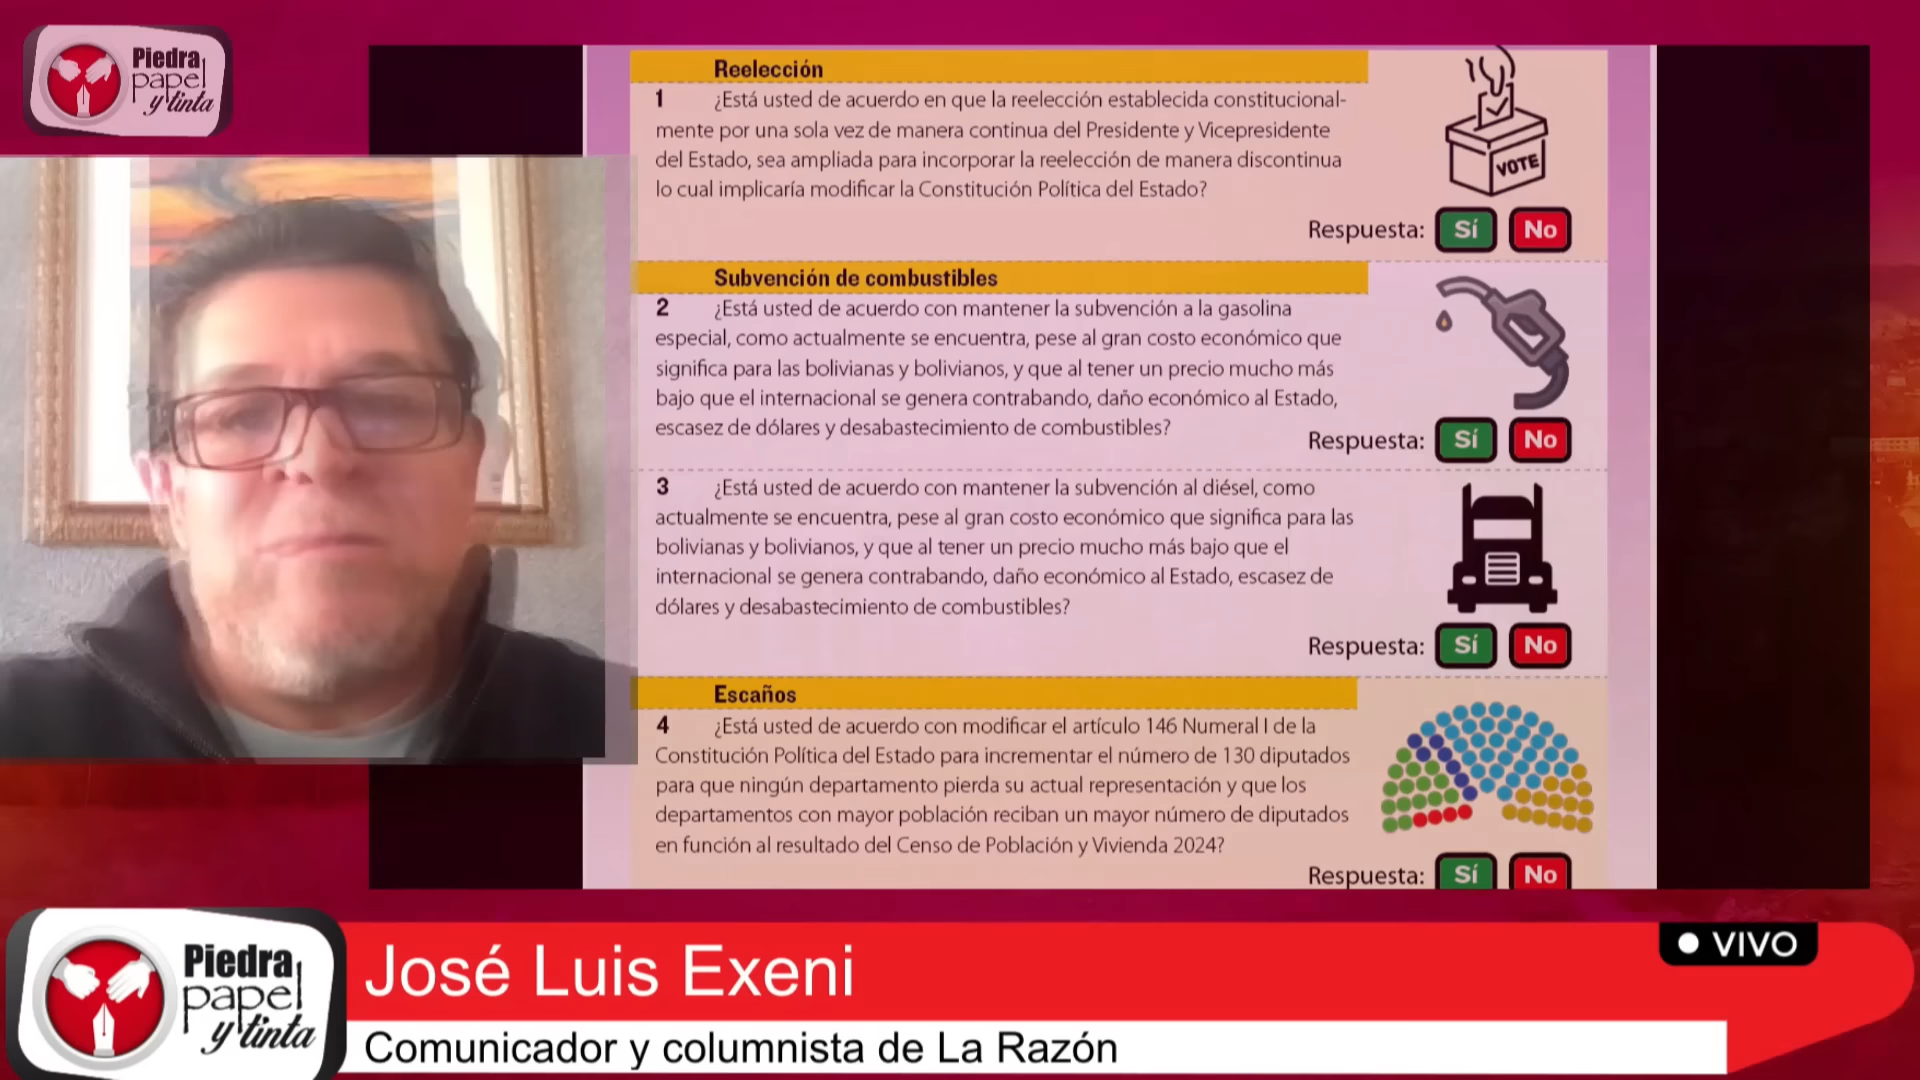 Piedra,
papel
y tinta
Reelección
1 ¿Está usted de acuerdo en que la reelección establecida constitucional-
mente por una sola vez de manera continua del Presidente y Vicepresidente
del Estado, sea ampliada para incorporar la reelección de manera discontinua
lo cual implicaría modificar la Constitución Política del Estado?
VOTE
Respuesta: Sí No
Subvención de combustibles
2 ¿Está usted de acuerdo con mantener la subvención a la gasolina
especial, como actualmente se encuentra, pese al gran costo económico que
significa para las bolivianas y bolivianos, y que al tener un precio mucho más
bajo que el internacional se genera contrabando, daño económico al Estado,
escasez de dólares y desabastecimiento de combustibles?
Respuesta: Sí No
3 ¿Está usted de acuerdo con mantener la subvención al diésel, como
actualmente se encuentra, pese al gran costo económico que significa para las
bolivianas y bolivianos, y que al tener un precio mucho más bajo que el
internacional se genera contrabando, daño económico al Estado, escasez de
dólares y desabastecimiento de combustibles?
Respuesta: Sí No
Escaños
4 ¿Está usted de acuerdo con modificar el artículo 146 Numeral I de la
Constitución Política del Estado para incrementar el número de 130 diputados
para que ningún departamento pierda su actual representación y que los
departamentos con mayor población reciban un mayor número de diputados
en función al resultado del Censo de Población y Vivienda 2024?
Respuesta: Sí No
Piedra,
papel
y tinta
José Luis Exeni
VIVO
Comunicador y columnista de La Razón